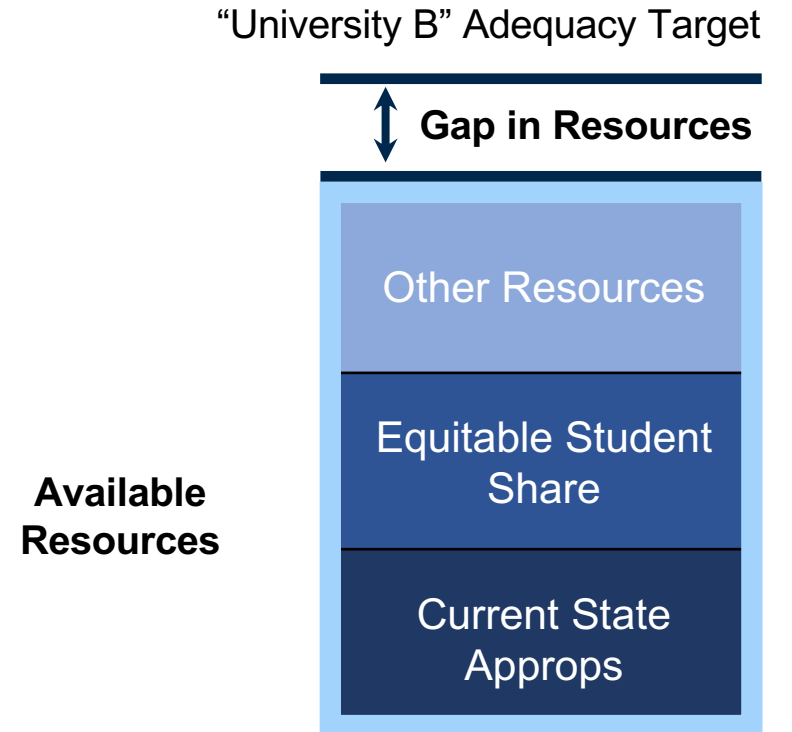 “University B” Adequacy Target
Gap in Resources
Other Resources
Equitable Student
Share
Available
Resources
Current State
Approps